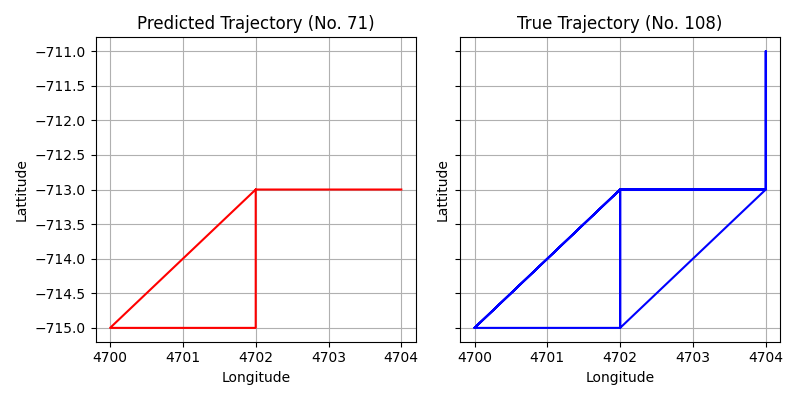 Predicted Trajectory (No. 71)
True Trajectory (No. 108)
−711.0
−711.5
−712.0
−712.5
−713.0
−713.5
−714.0
−714.5
−715.0
Lattitude
Lattitude
4700 4701 4702 4703 4704
4700 4701 4702 4703 4704
Longitude
Longitude